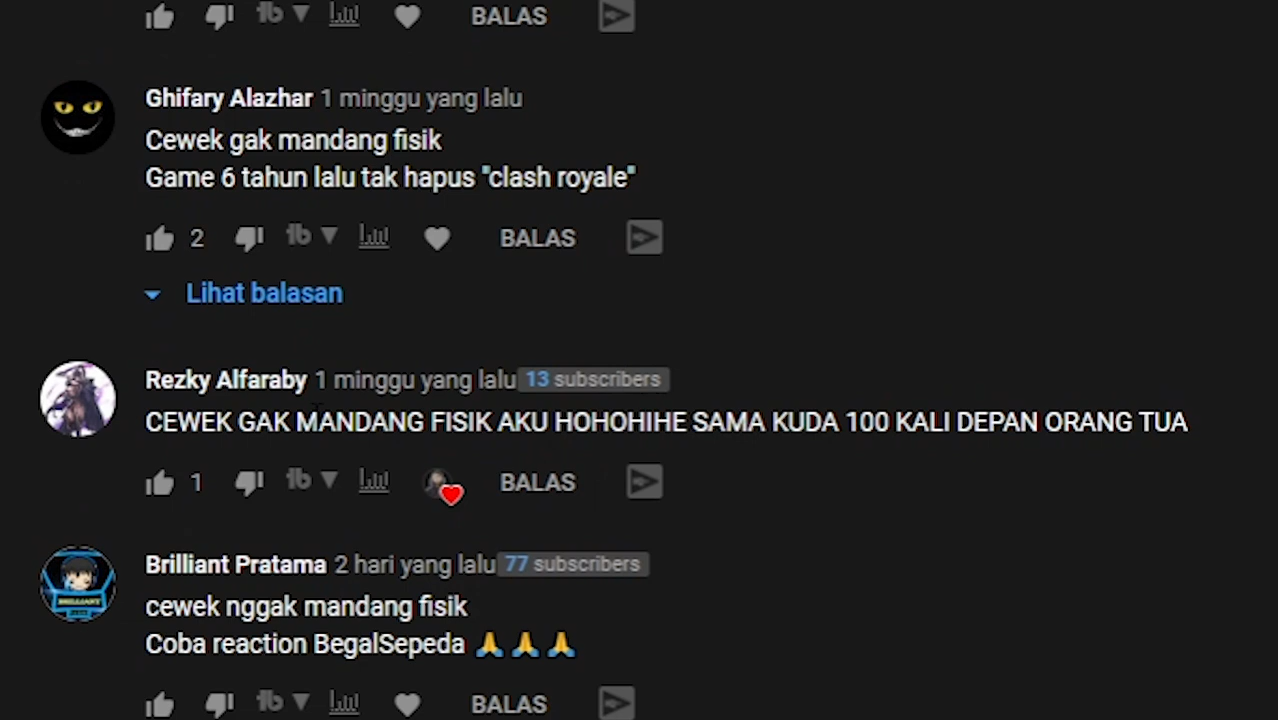 BALAS
Ghifary Alazhar 1 minggu yang lalu
Cewek gak mandang fisik
Game 6 tahun lalu tak hapus "clash royale"
2 BALAS
Lihat balasan
Rezky Alfaraby 1 minggu yang lalu 13 subscribers
CEWEK GAK MANDANG FISIK AKU HOHOHIHE SAMA KUDA 100 KALI DEPAN ORANG TUA
1 BALAS
Brilliant Pratama 2 hari yang lalu 77 subscribers
cewek nggak mandang fisik
Coba reaction BegalSepeda 🙏 🙏 🙏
BALAS